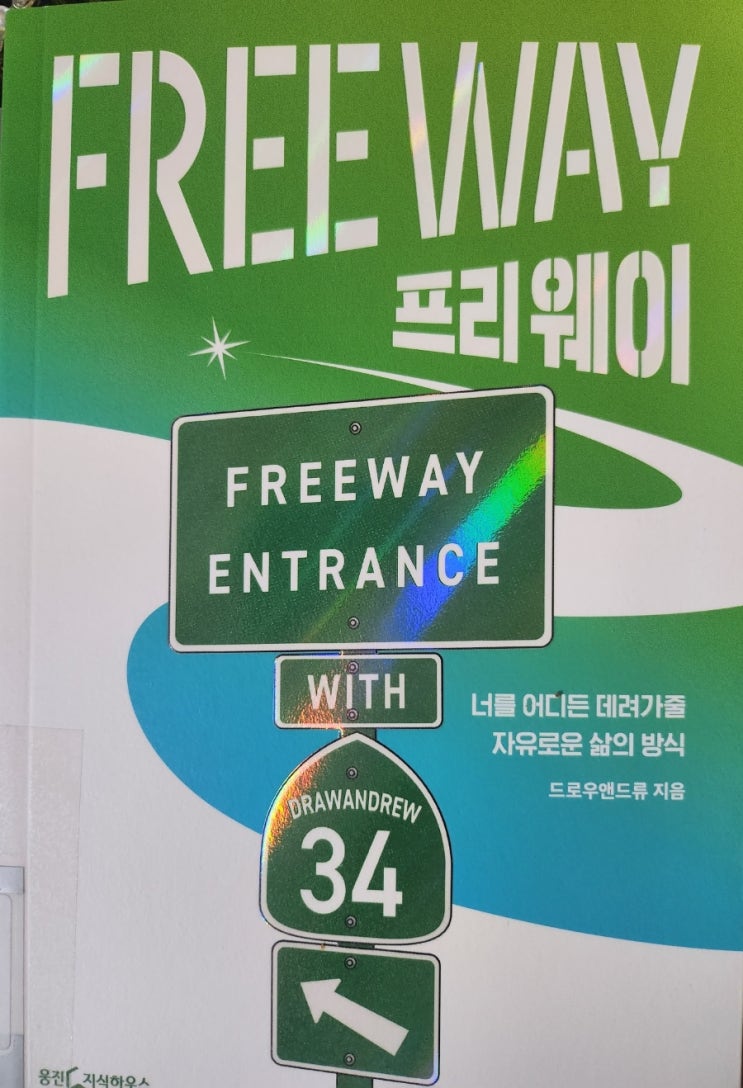 FREE WAY
프리 웨이
FREEWAY
ENTRANCE
WITH
너를 어디든 데려가줄
자유로운 삶의 방식
드로우앤드류 지음
DRAWANDREW
34
웅진 지식하우스